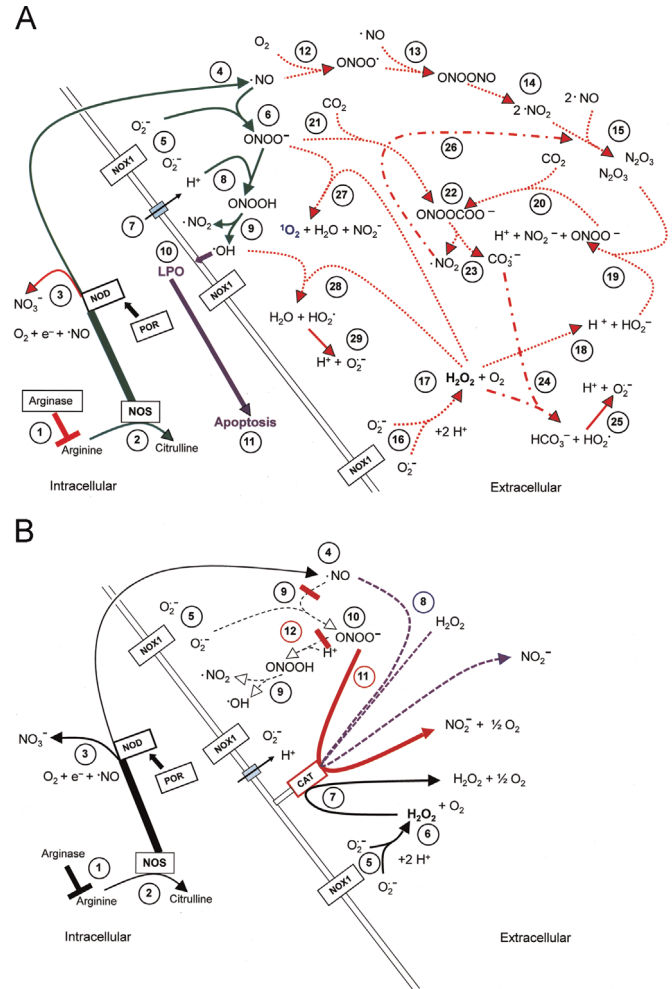 A
O₂
12
·NO
13
4
·NO
ONOO·
ONOONO
14
2·NO₂
2·NO
15
N₂O₃
N₂O₃
O₂·⁻
5
O₂·⁻
NOX1
6
ONOO⁻
21
CO₂
26
CO₂
20
7
H⁺
8
ONOOH
·NO₂
9
·OH
10
LPO
NOX1
27
¹O₂ + H₂O + NO₂⁻
22
ONOOCOO⁻
·NO₂
23
CO₃·⁻
H⁺ + NO₂⁻ + ONOO⁻
19
NO₃⁻
3
NOD
O₂ + e⁻ + ·NO
POR
28
H₂O + HO₂·
29
H⁺ + O₂·⁻
H⁺ + HO₂⁻
18
17
H₂O₂ + O₂
24
H⁺ + O₂·⁻
25
HCO₃⁻ + HO₂·
O₂·⁻
16
+2 H⁺
O₂·⁻
NOX1
Arginase
1
NOS
Arginine
2
Citrulline
Apoptosis
11
Intracellular
Extracellular
B
4
·NO
9
8
H₂O₂
O₂·⁻
5
O₂·⁻
NOX1
10
ONOO⁻
12
H⁺
ONOOH
·NO₂
9
·OH
11
NO₂⁻
NO₂⁻ + ½ O₂
NOX1
O₂·⁻
H⁺
CAT
H₂O₂ + ½ O₂
7
H₂O₂ + O₂
6
O₂·⁻
5
+2 H⁺
O₂·⁻
NOX1
NO₃⁻
3
NOD
O₂ + e⁻ + ·NO
POR
Arginase
1
NOS
Arginine
2
Citrulline
Intracellular
Extracellular